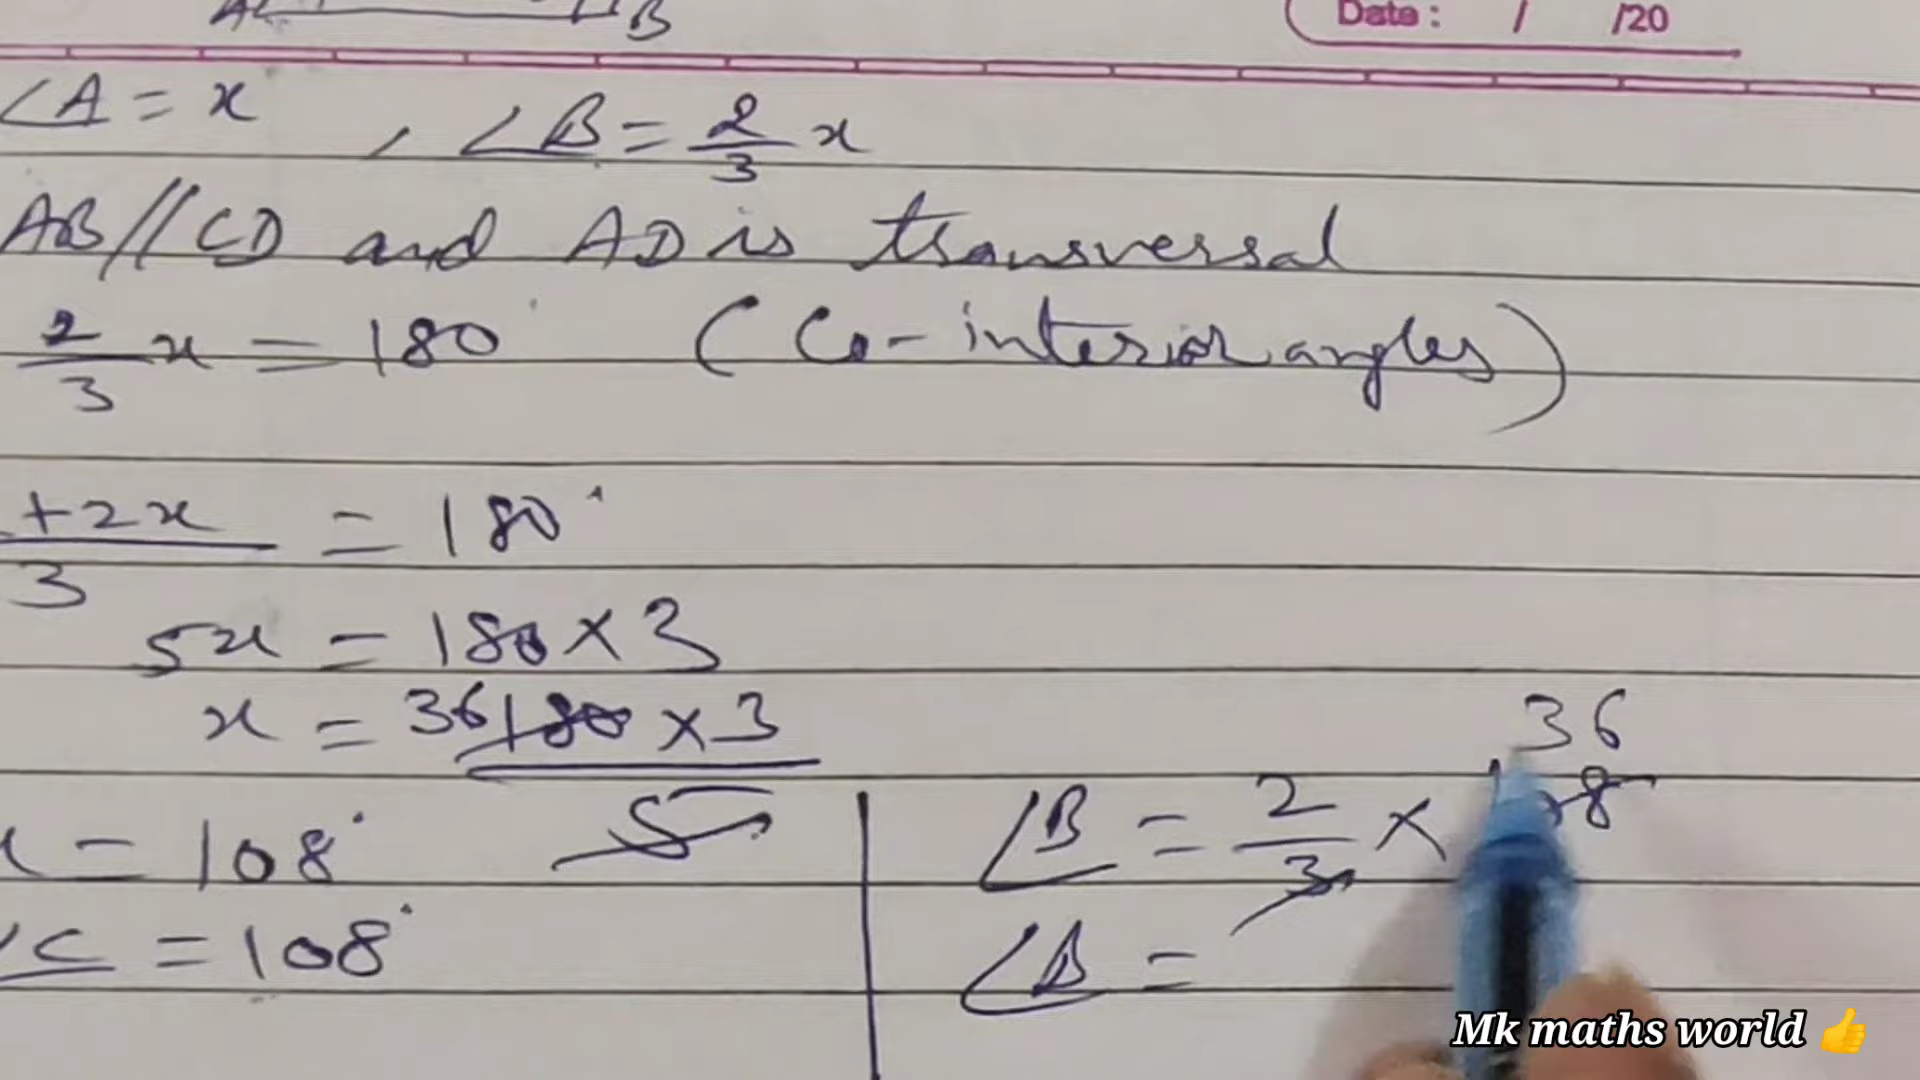 A B
Date: / /20
∠A = x , ∠B = 2/3 x
AB//CD and AD is transversal
2/3 x = 180° (Co-interior angles)
+2x/3 = 180°
5x = 180×3
x = 36 180×3
5
x = 108°
∠C = 108°
36
∠B = 2/3 × 108
∠B =
Mk maths world 👍